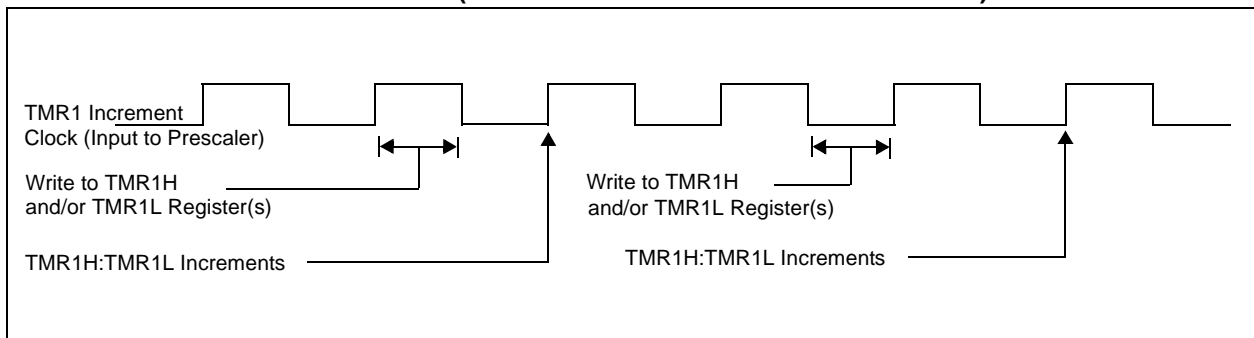 TMR1 Increment
Clock (Input to Prescaler)
Write to TMR1H
and/or TMR1L Register(s)
TMR1H:TMR1L Increments
Write to TMR1H
and/or TMR1L Register(s)
TMR1H:TMR1L Increments